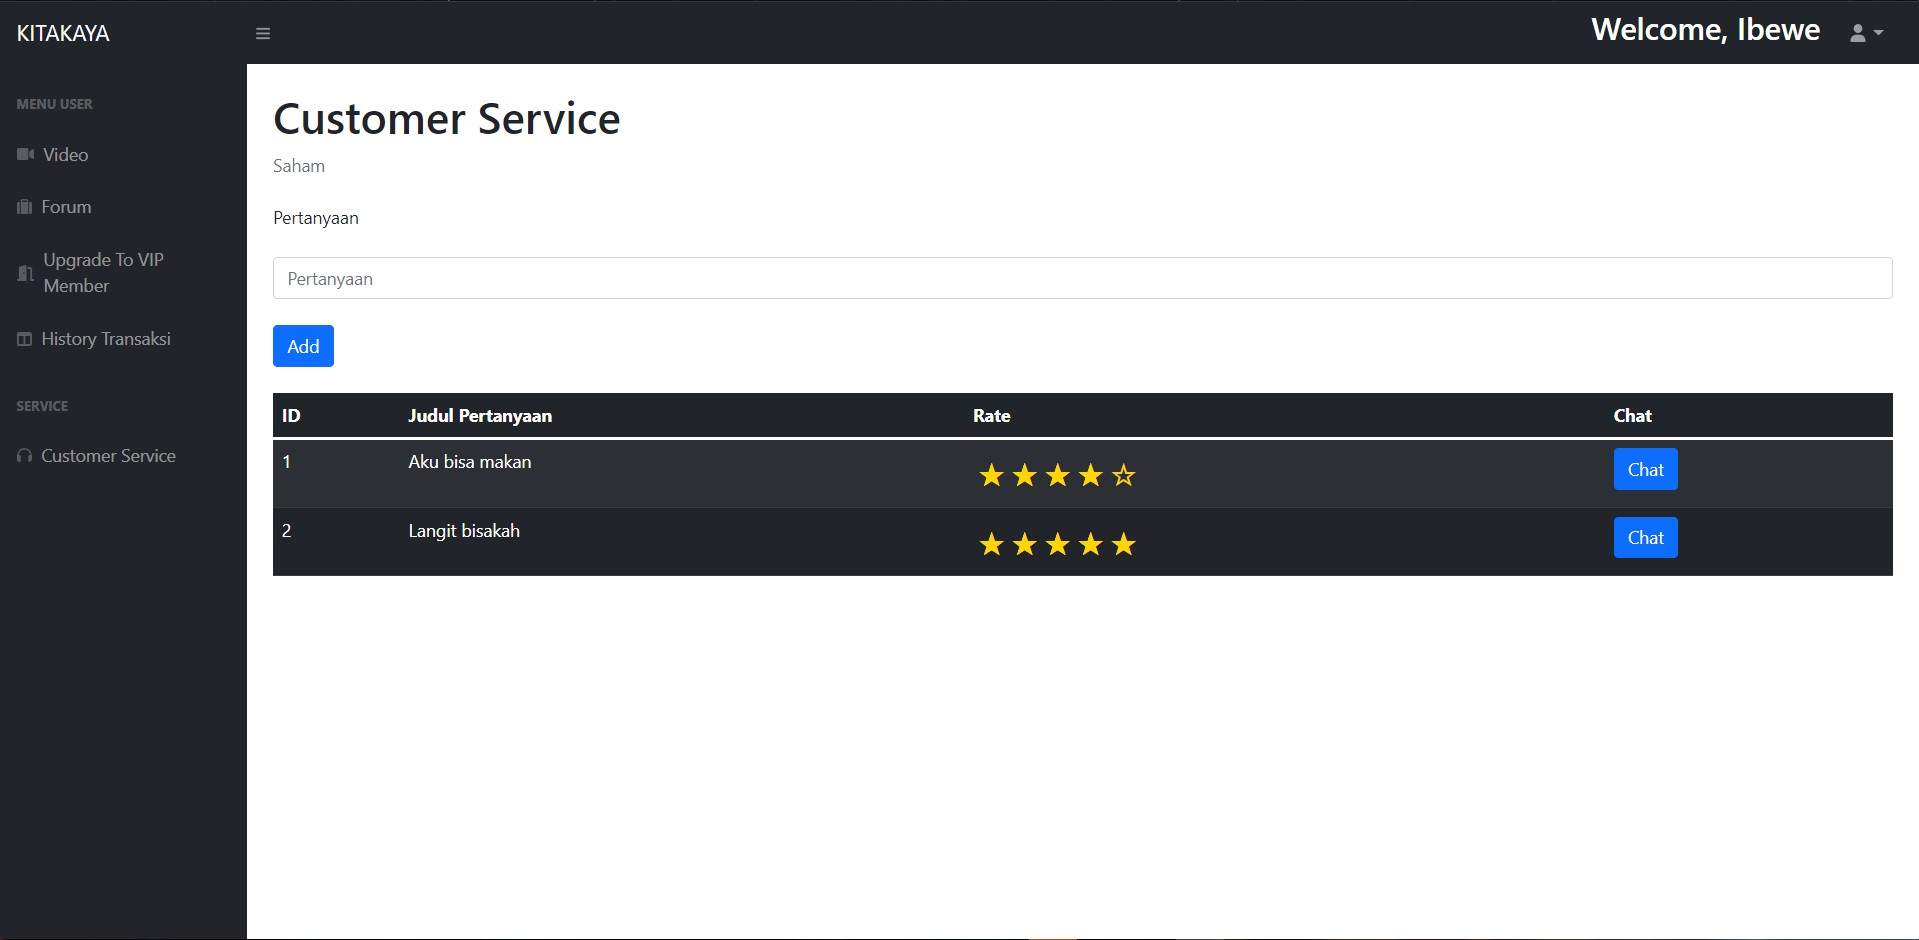 KITAKAYA
Welcome, Ibewe
MENU USER
Video
Forum
Upgrade To VIP
Member
History Transaksi
SERVICE
Customer Service
Customer Service
Saham
Pertanyaan
Pertanyaan
Add
ID Judul Pertanyaan Rate Chat
1 Aku bisa makan ★★★★☆ Chat
2 Langit bisakah ★★★★★ Chat